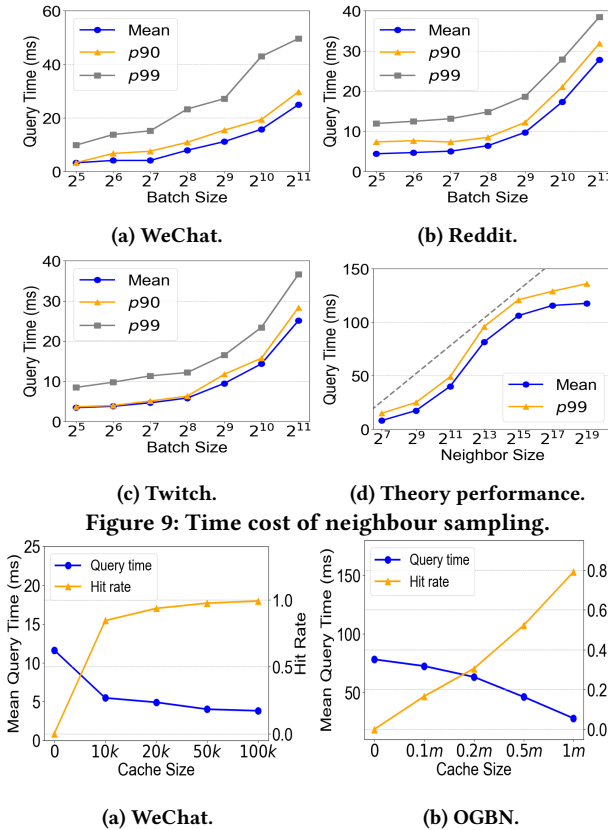 60
40
20
0
Query Time (ms)
Mean
p90
p99
2^5 2^6 2^7 2^8 2^9 2^10 2^11
Batch Size
(a) WeChat.
40
30
20
10
0
Query Time (ms)
Mean
p90
p99
2^5 2^6 2^7 2^8 2^9 2^10 2^11
Batch Size
(b) Reddit.
40
30
20
10
0
Query Time (ms)
Mean
p90
p99
2^5 2^6 2^7 2^8 2^9 2^10 2^11
Batch Size
(c) Twitch.
150
100
50
0
Query Time (ms)
Mean
p99
2^7 2^9 2^11 2^13 2^15 2^17 2^19
Neighbor Size
(d) Theory performance.
Figure 9: Time cost of neighbour sampling.
25
20
15
10
5
0
Mean Query Time (ms)
Query time
Hit rate
1.0
0.5
0.0
Hit Rate
0 10k 20k 50k 100k
Cache Size
(a) WeChat.
150
100
50
Mean Query Time (ms)
Query time
Hit rate
0.8
0.6
0.4
0.2
0.0
0 0.1m 0.2m 0.5m 1m
Cache Size
(b) OGBN.